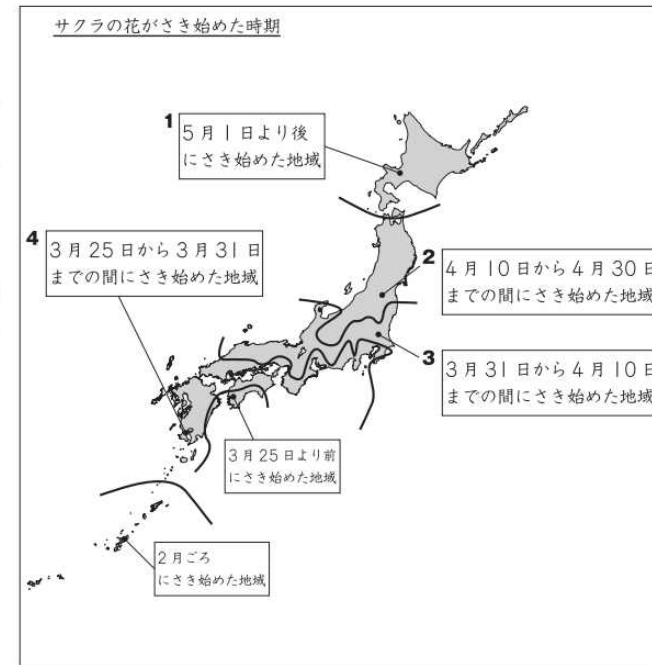 サクラの花がさき始めた時期
1
5月1日より後
にさき始めた地域
4
3月25日から3月31日
までの間にさき始めた地域
2
4月10日から4月30日
までの間にさき始めた地域
3
3月31日から4月10日
までの間にさき始めた地域
3月25日より前
にさき始めた地域
2月ごろ
にさき始めた地域